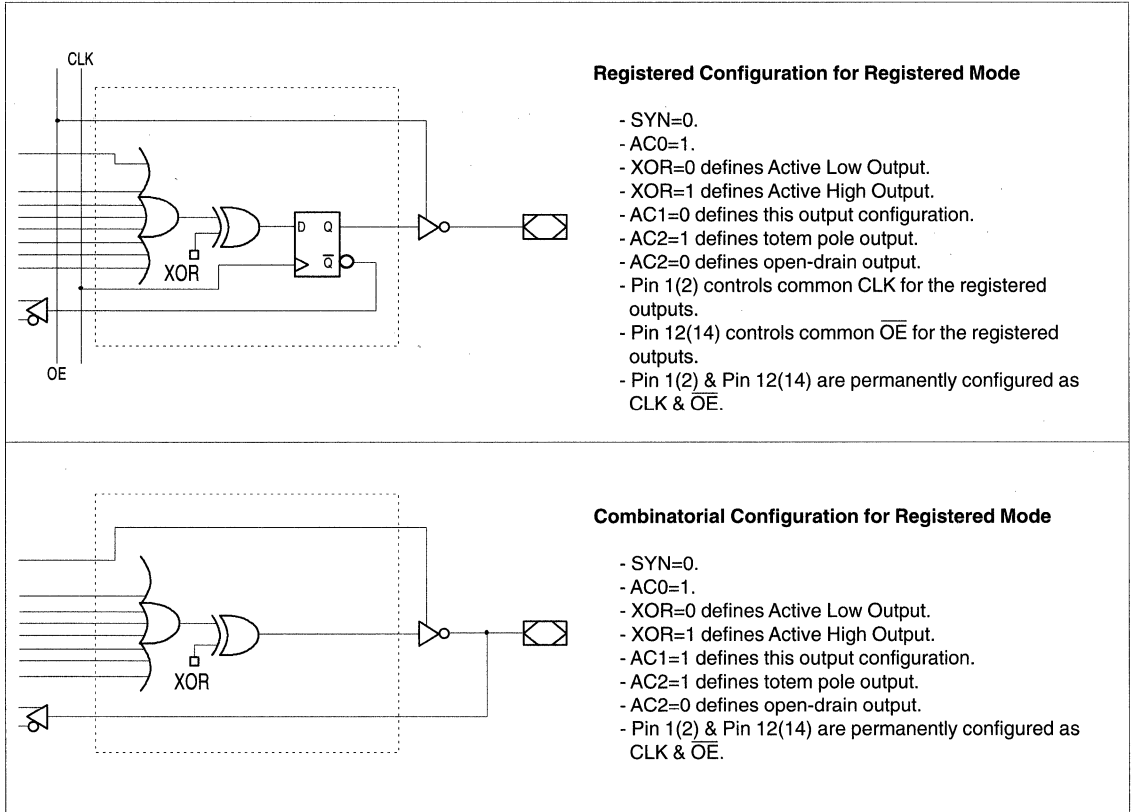 CLK
XOR
D Q
Q̅
OE
Registered Configuration for Registered Mode
- SYN=0.
- AC0=1.
- XOR=0 defines Active Low Output.
- XOR=1 defines Active High Output.
- AC1=0 defines this output configuration.
- AC2=1 defines totem pole output.
- AC2=0 defines open-drain output.
- Pin 1(2) controls common CLK for the registered
outputs.
- Pin 12(14) controls common O̅E̅ for the registered
outputs.
- Pin 1(2) & Pin 12(14) are permanently configured as
CLK & O̅E̅.
XOR
Combinatorial Configuration for Registered Mode
- SYN=0.
- AC0=1.
- XOR=0 defines Active Low Output.
- XOR=1 defines Active High Output.
- AC1=1 defines this output configuration.
- AC2=1 defines totem pole output.
- AC2=0 defines open-drain output.
- Pin 1(2) & Pin 12(14) are permanently configured as
CLK & O̅E̅.